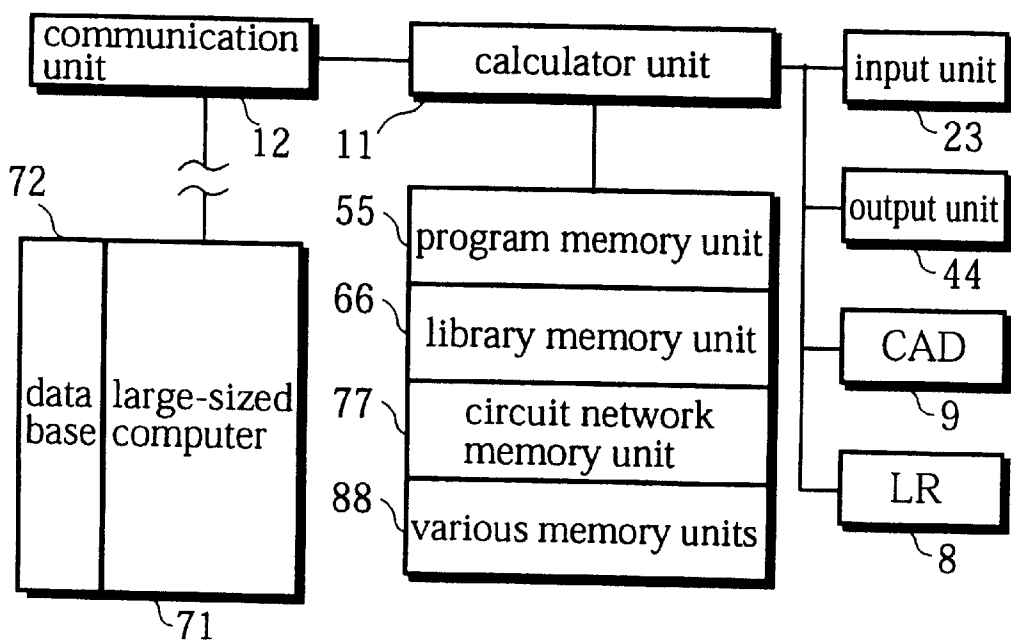 communication
unit
calculator unit
input unit
12
11
23
72
55
program memory unit
output unit
44
66
library memory unit
CAD
9
data
base
large-sized
computer
77
circuit network
memory unit
88
various memory units
LR
8
71